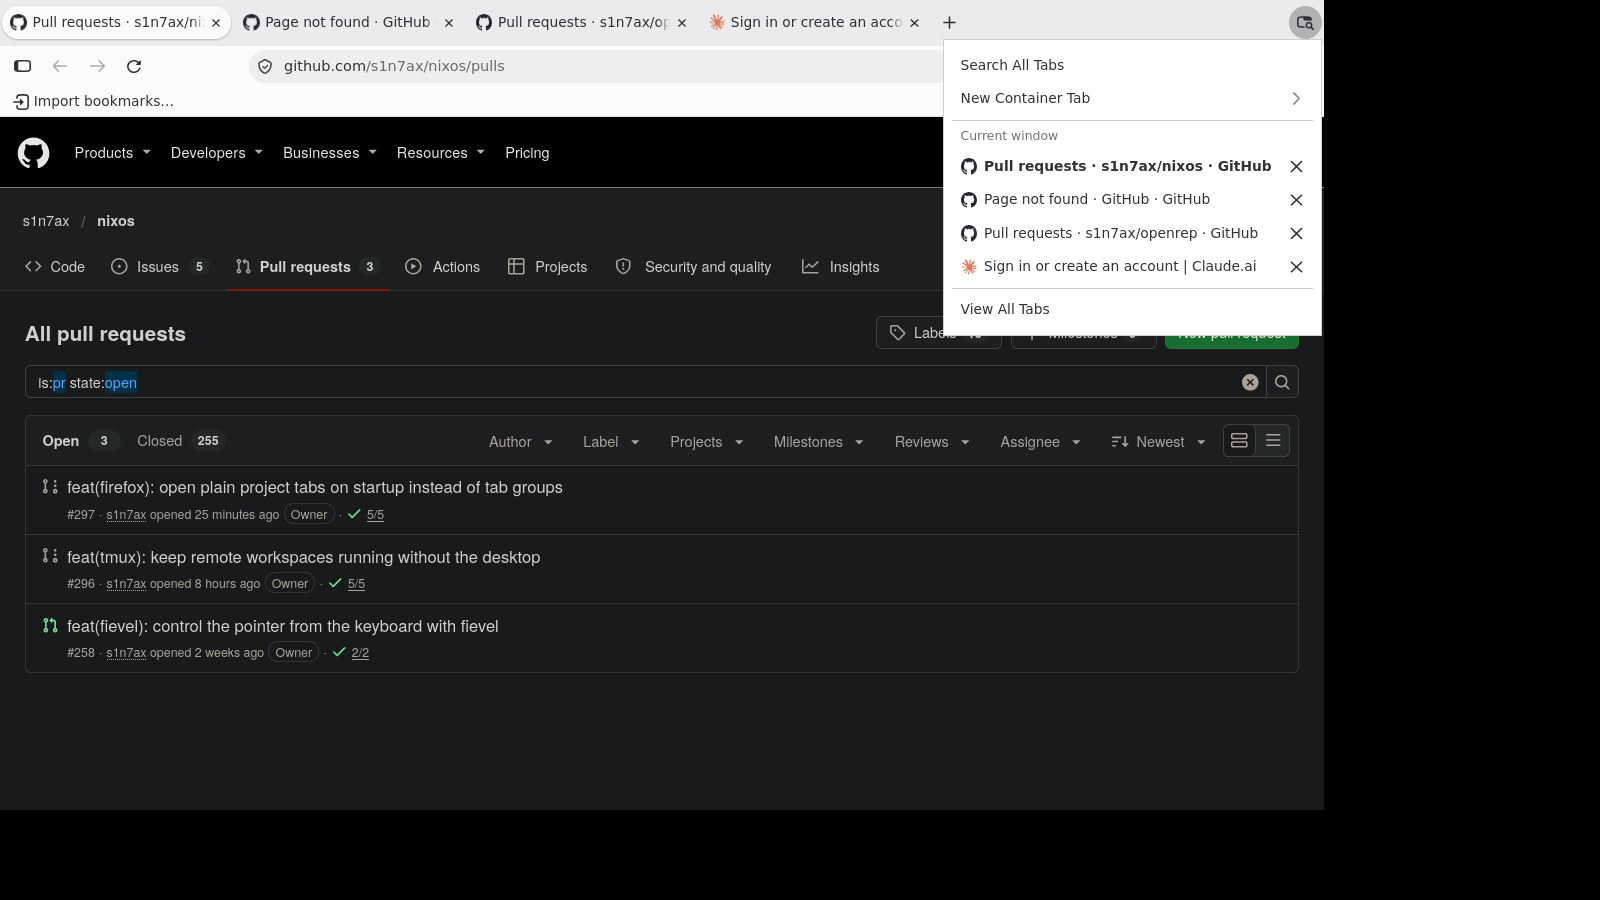 Pull requests · s1n7ax/ni
Page not found · GitHub
Pull requests · s1n7ax/op
Sign in or create an acco
github.com/s1n7ax/nixos/pulls
Import bookmarks…
Search All Tabs
New Container Tab
Current window
Pull requests · s1n7ax/nixos · GitHub
Page not found · GitHub · GitHub
Pull requests · s1n7ax/openrep · GitHub
Sign in or create an account | Claude.ai
View All Tabs
Products Developers Businesses Resources Pricing
s1n7ax / nixos
Code Issues 5 Pull requests 3 Actions Projects Security and quality Insights
All pull requests
Labels Milestones New pull request
is:pr state:open
Open 3 Closed 255 Author Label Projects Milestones Reviews Assignee Newest
feat(firefox): open plain project tabs on startup instead of tab groups
#297 · s1n7ax opened 25 minutes ago Owner · 5/5
feat(tmux): keep remote workspaces running without the desktop
#296 · s1n7ax opened 8 hours ago Owner · 5/5
feat(fievel): control the pointer from the keyboard with fievel
#258 · s1n7ax opened 2 weeks ago Owner · 2/2